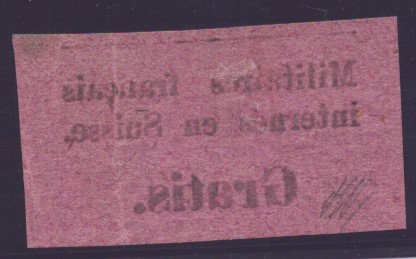 Militaires français
internés en Suisse.
Gratis.